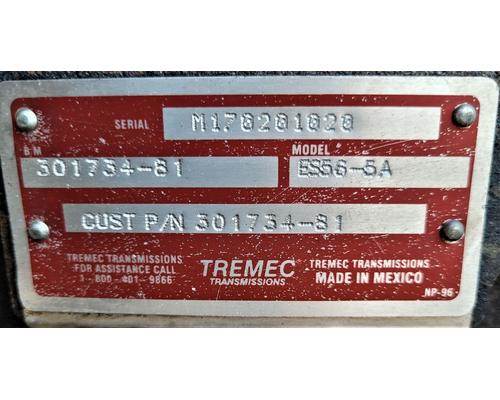 SERIAL M170201020
B M MODEL
301734-81 ES56-5A
CUST P/N 301734-81
TREMEC TRANSMISSIONS
FOR ASSISTANCE CALL
1-800-401-9866
TREMEC
TRANSMISSIONS
TREMEC TRANSMISSIONS
MADE IN MEXICO
NP-96